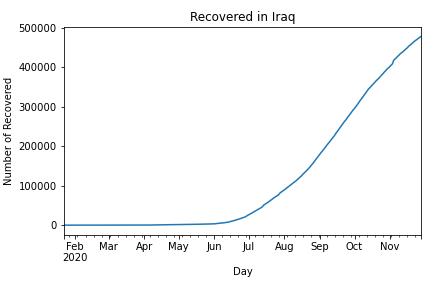 Recovered in Iraq
500000
400000
300000
200000
100000
0
Number of Recovered
Feb Mar Apr May Jun Jul Aug Sep Oct Nov
2020
Day